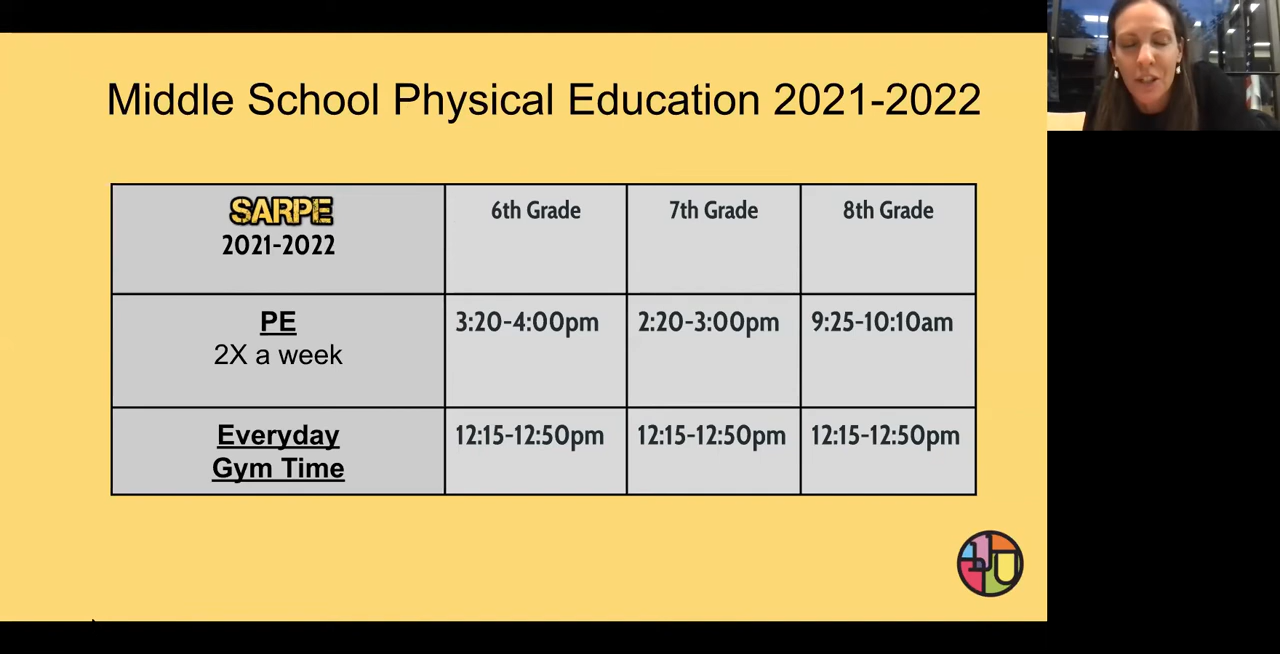 Middle School Physical Education 2021-2022
SARPE
2021-2022
6th Grade
7th Grade
8th Grade
PE
2X a week
3:20-4:00pm
2:20-3:00pm
9:25-10:10am
Everyday
Gym Time
12:15-12:50pm
12:15-12:50pm
12:15-12:50pm